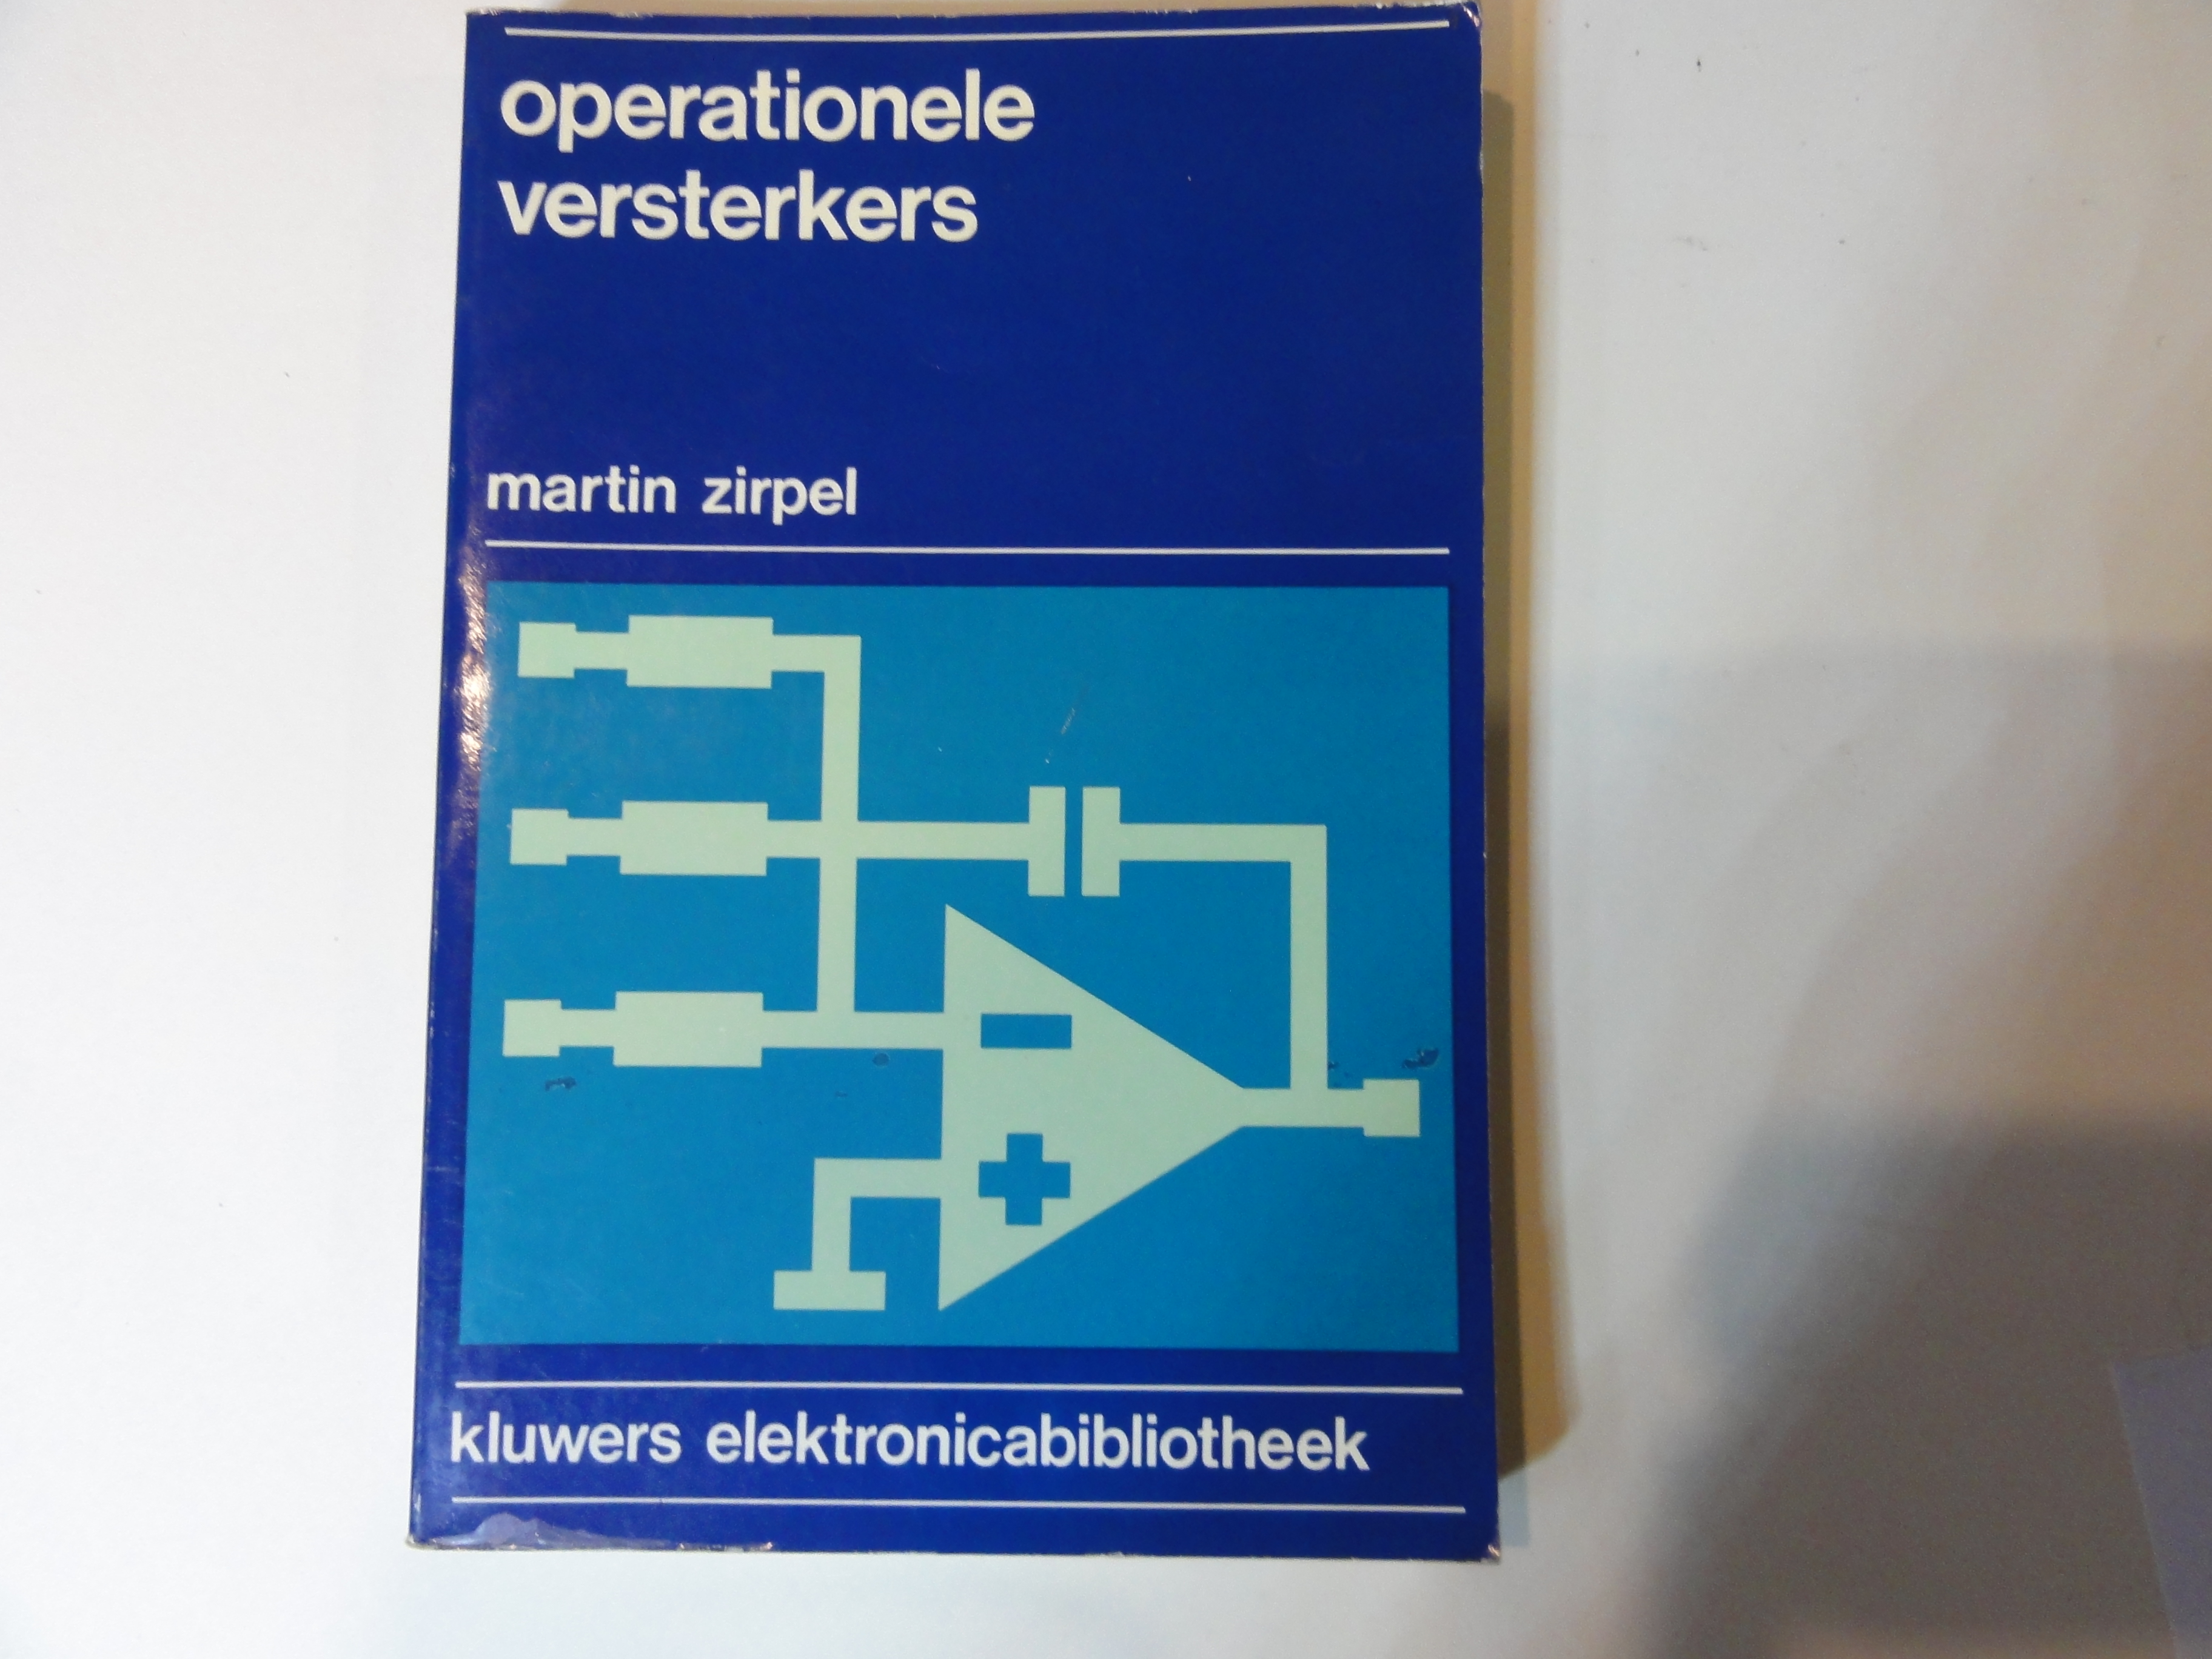 operationele
versterkers
martin zirpel
kluwers elektronicabibliotheek